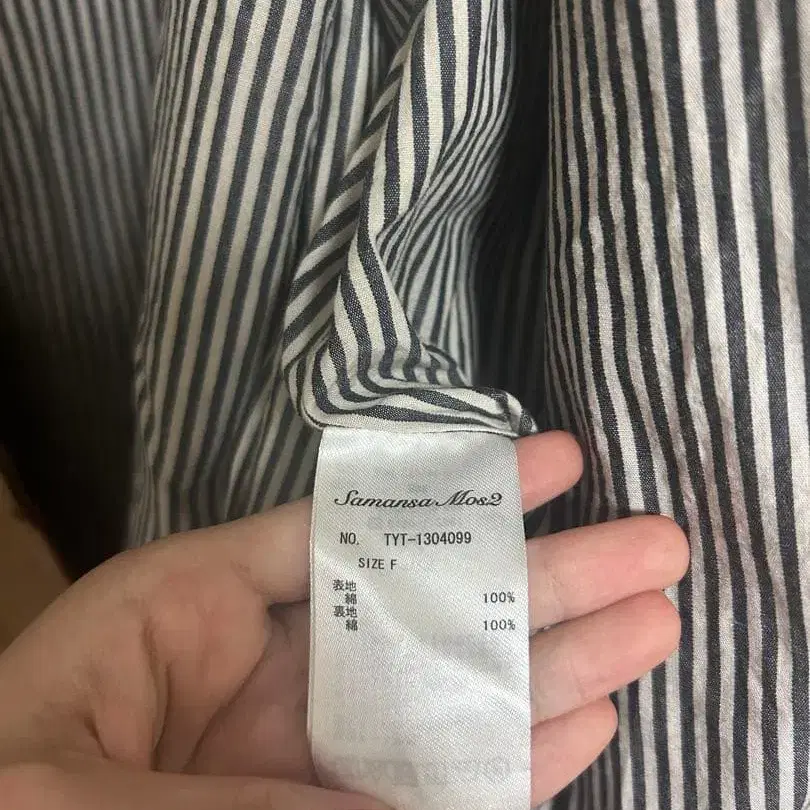 Samansa Mos2
NO. TYT-1304099
SIZE F
表地
綿 100%
裏地
綿 100%